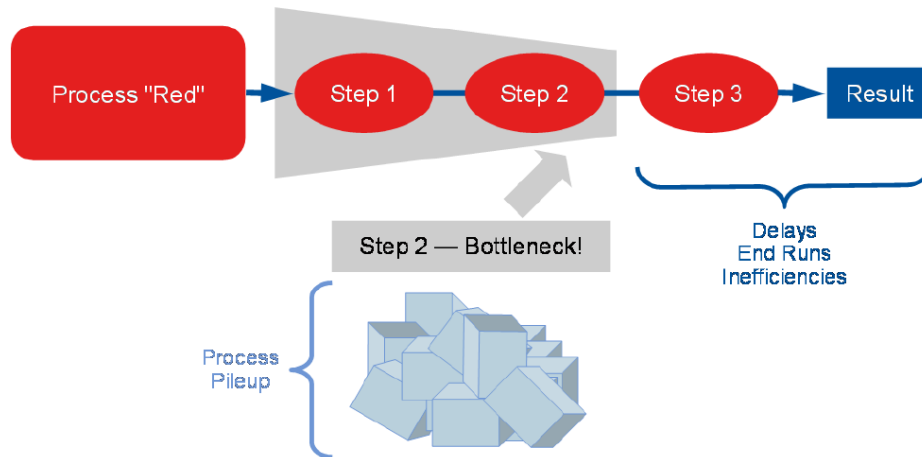 Process "Red"
Step 1
Step 2
Step 3
Result
Step 2 — Bottleneck!
Delays
End Runs
Inefficiencies
Process
Pileup